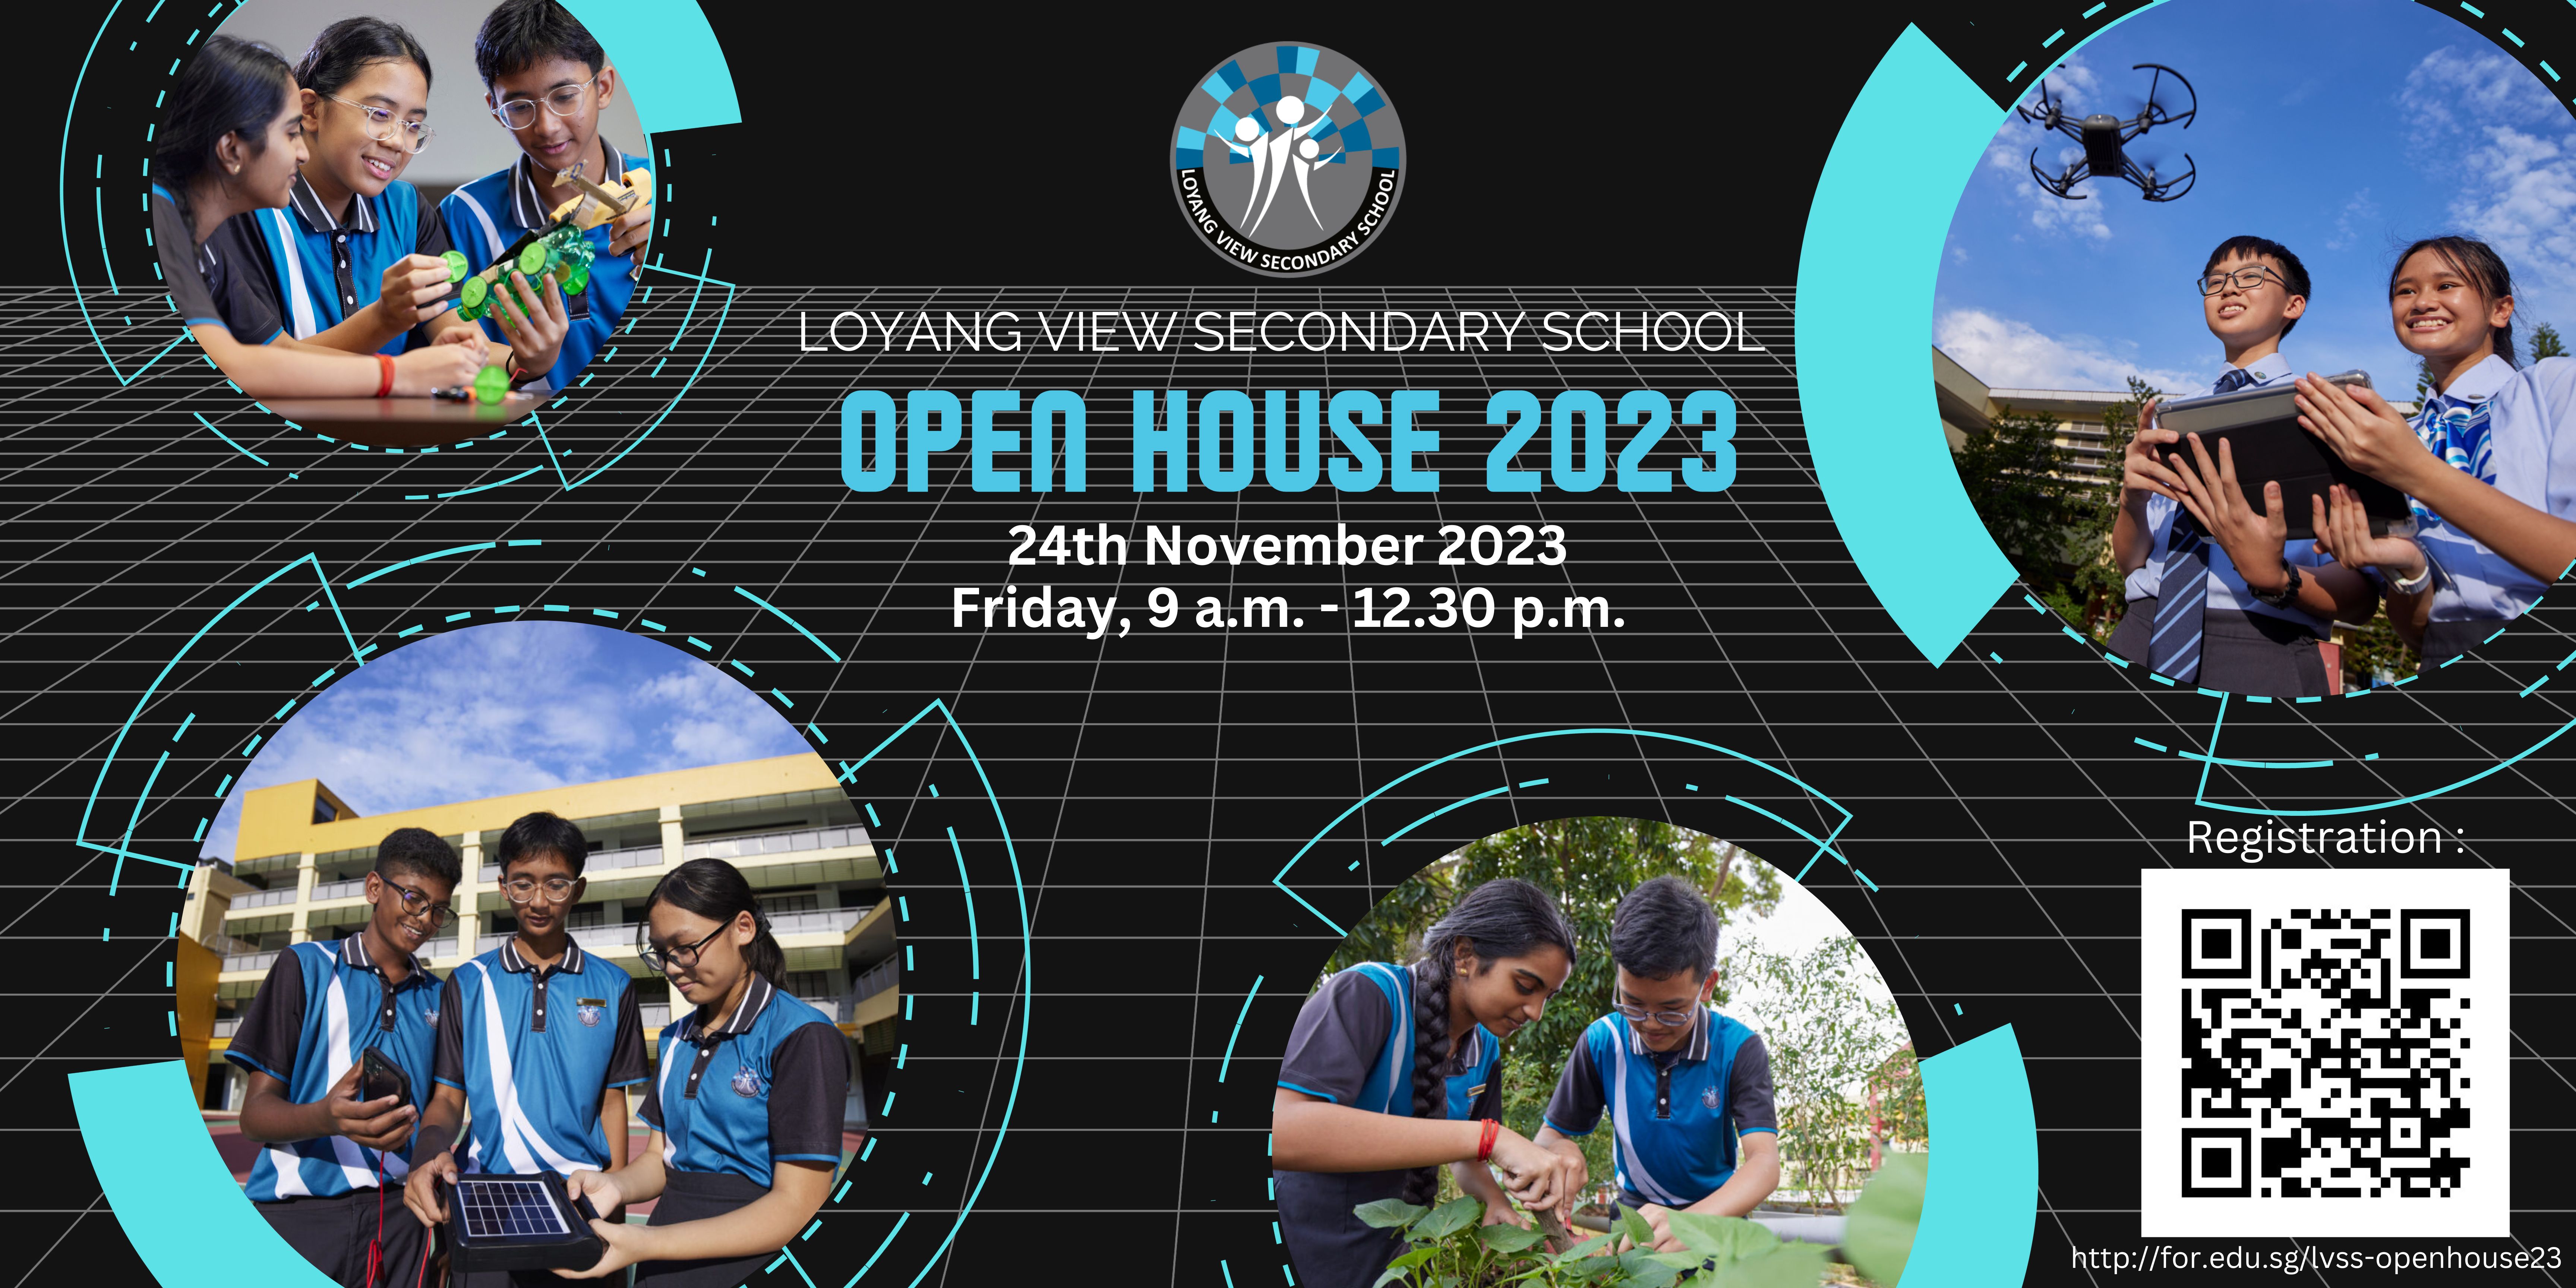 LOYANG VIEW SECONDARY SCHOOL
LOYANG VIEW SECONDARY SCHOOL
OPEN HOUSE 2023
24th November 2023
Friday, 9 a.m. - 12.30 p.m.
Registration :
http://for.edu.sg/lvss-openhouse23